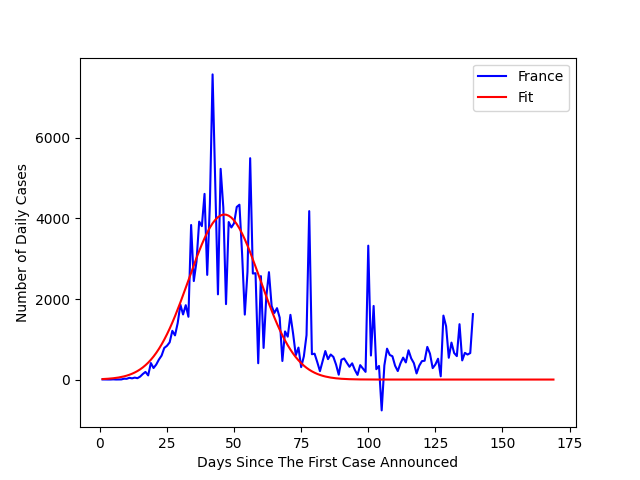 France
Fit
6000
4000
2000
0
Number of Daily Cases
0 25 50 75 100 125 150 175
Days Since The First Case Announced